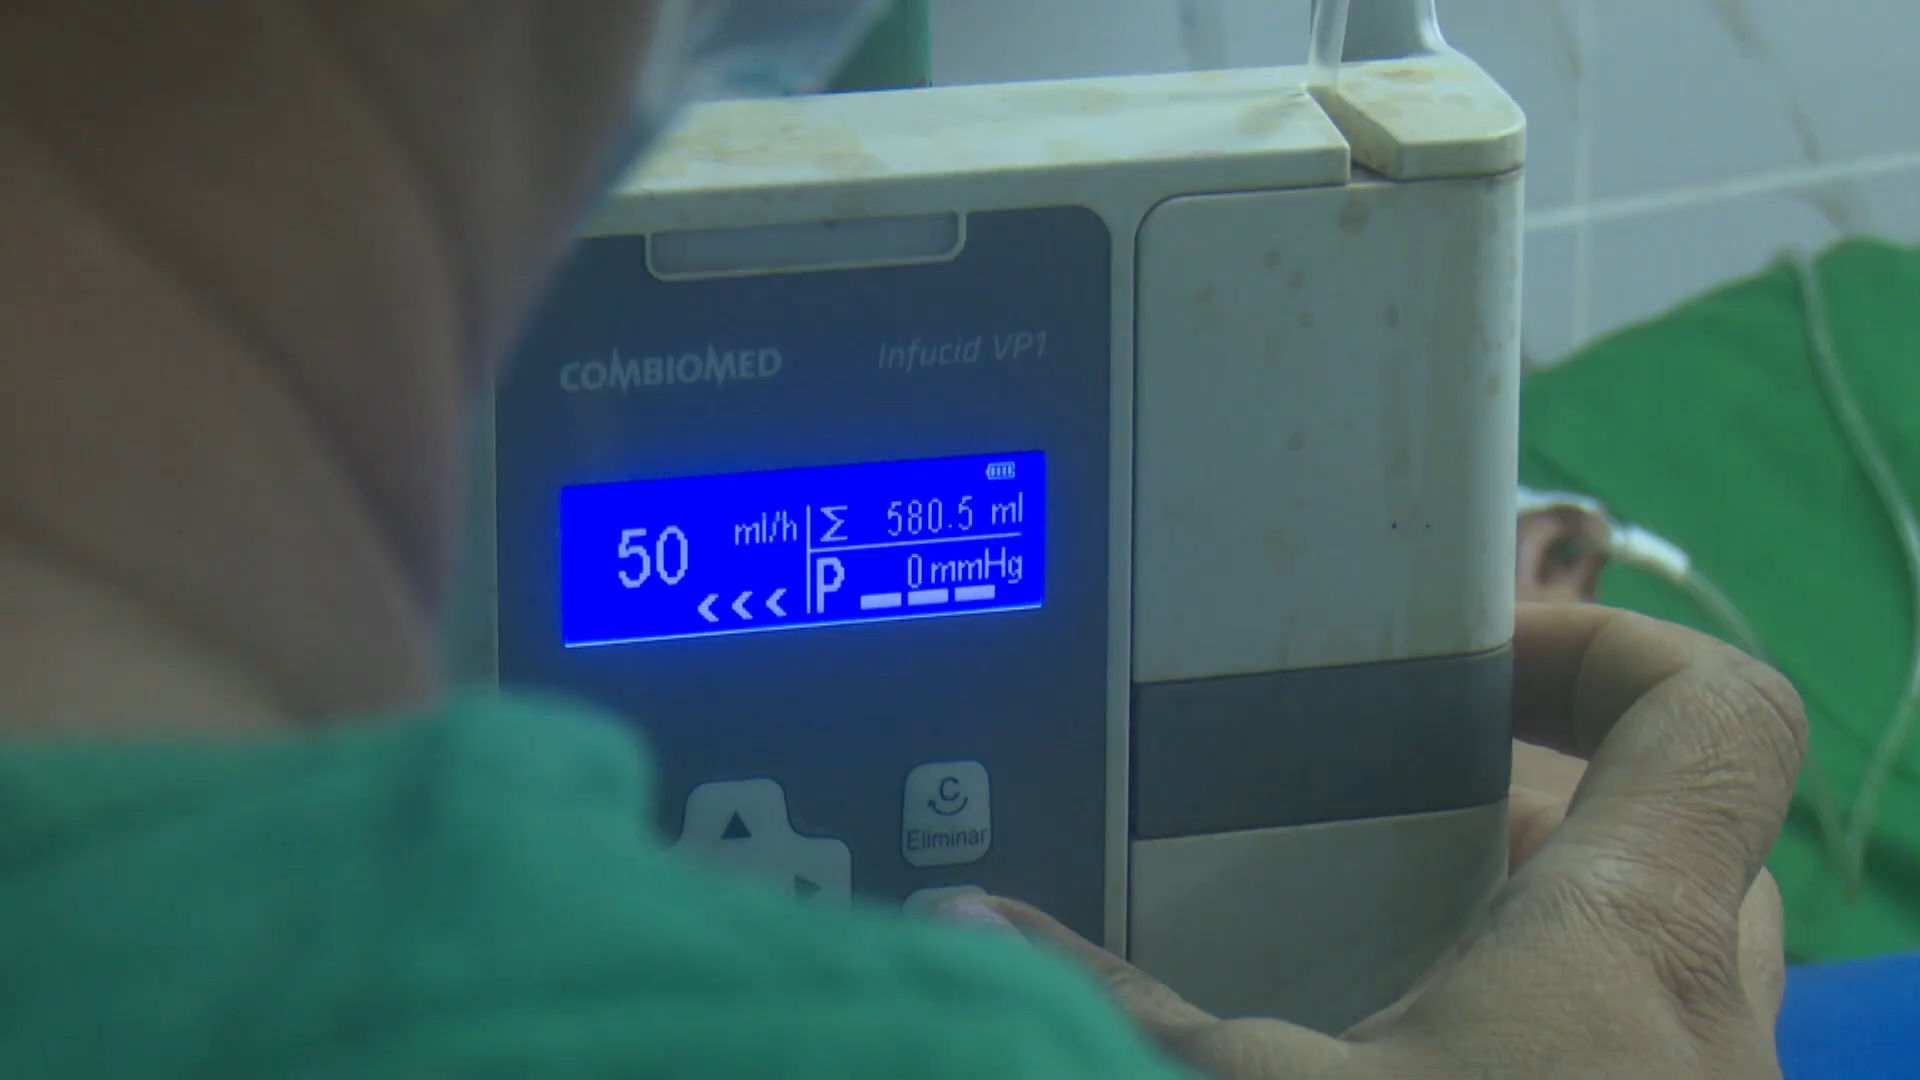 COMBIOMED Infucid VP1
50 ml/h Σ 580.5 ml
<<< P 0 mmHg
C
Eliminar